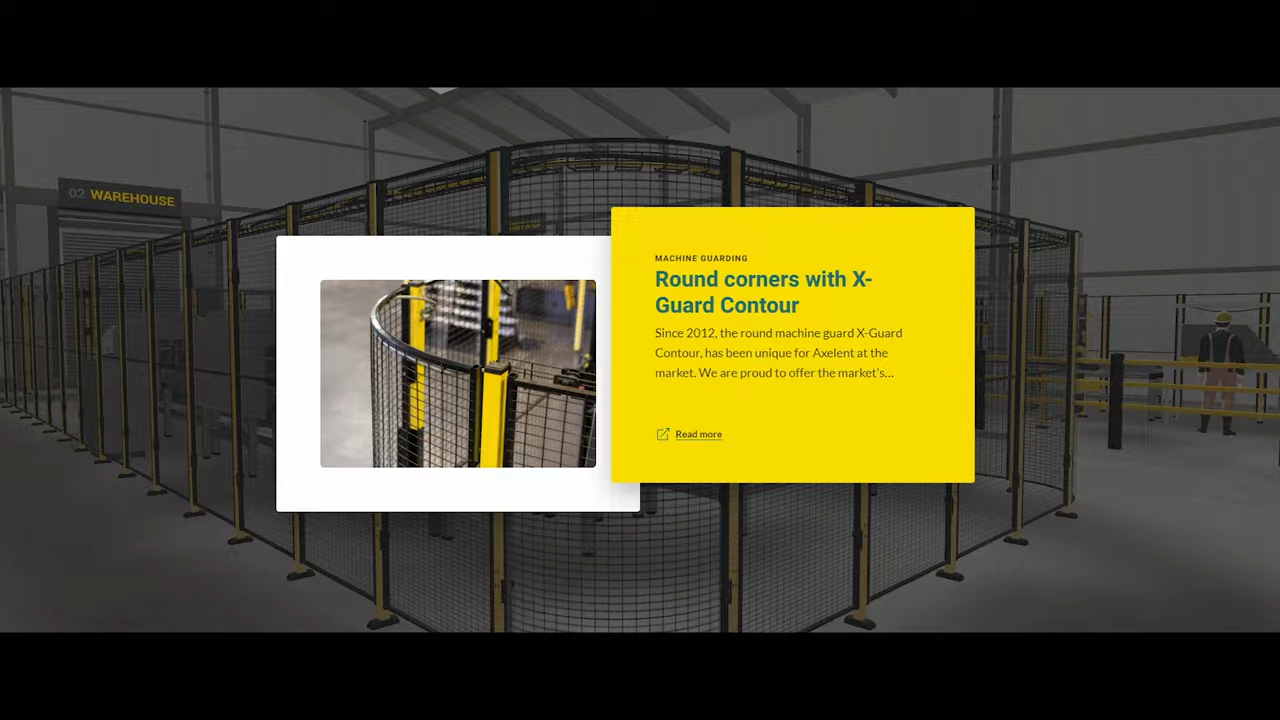 02 WAREHOUSE
MACHINE GUARDING
Round corners with X-
Guard Contour
Since 2012, the round machine guard X-Guard
Contour, has been unique for Axelent at the
market. We are proud to offer the market's...
Read more